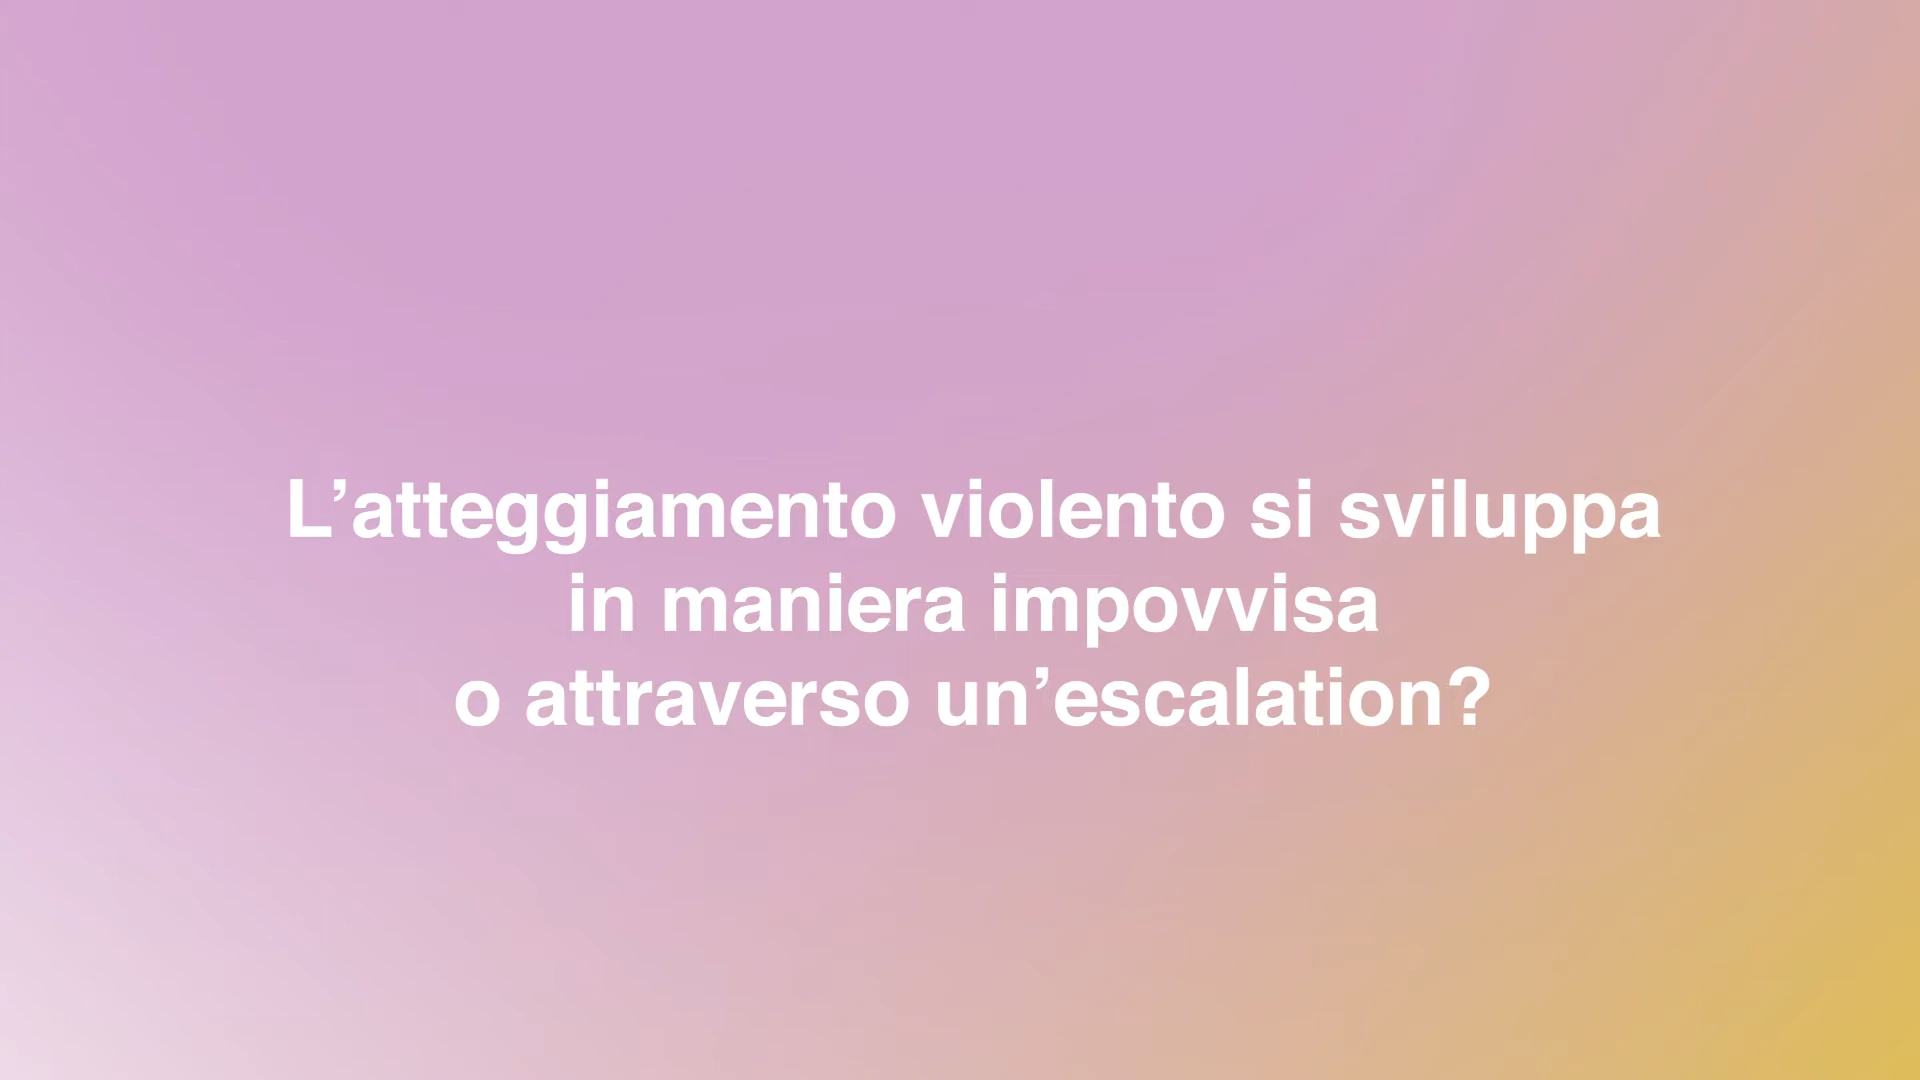 L’atteggiamento violento si sviluppa
in maniera impovvisa
o attraverso un’escalation?